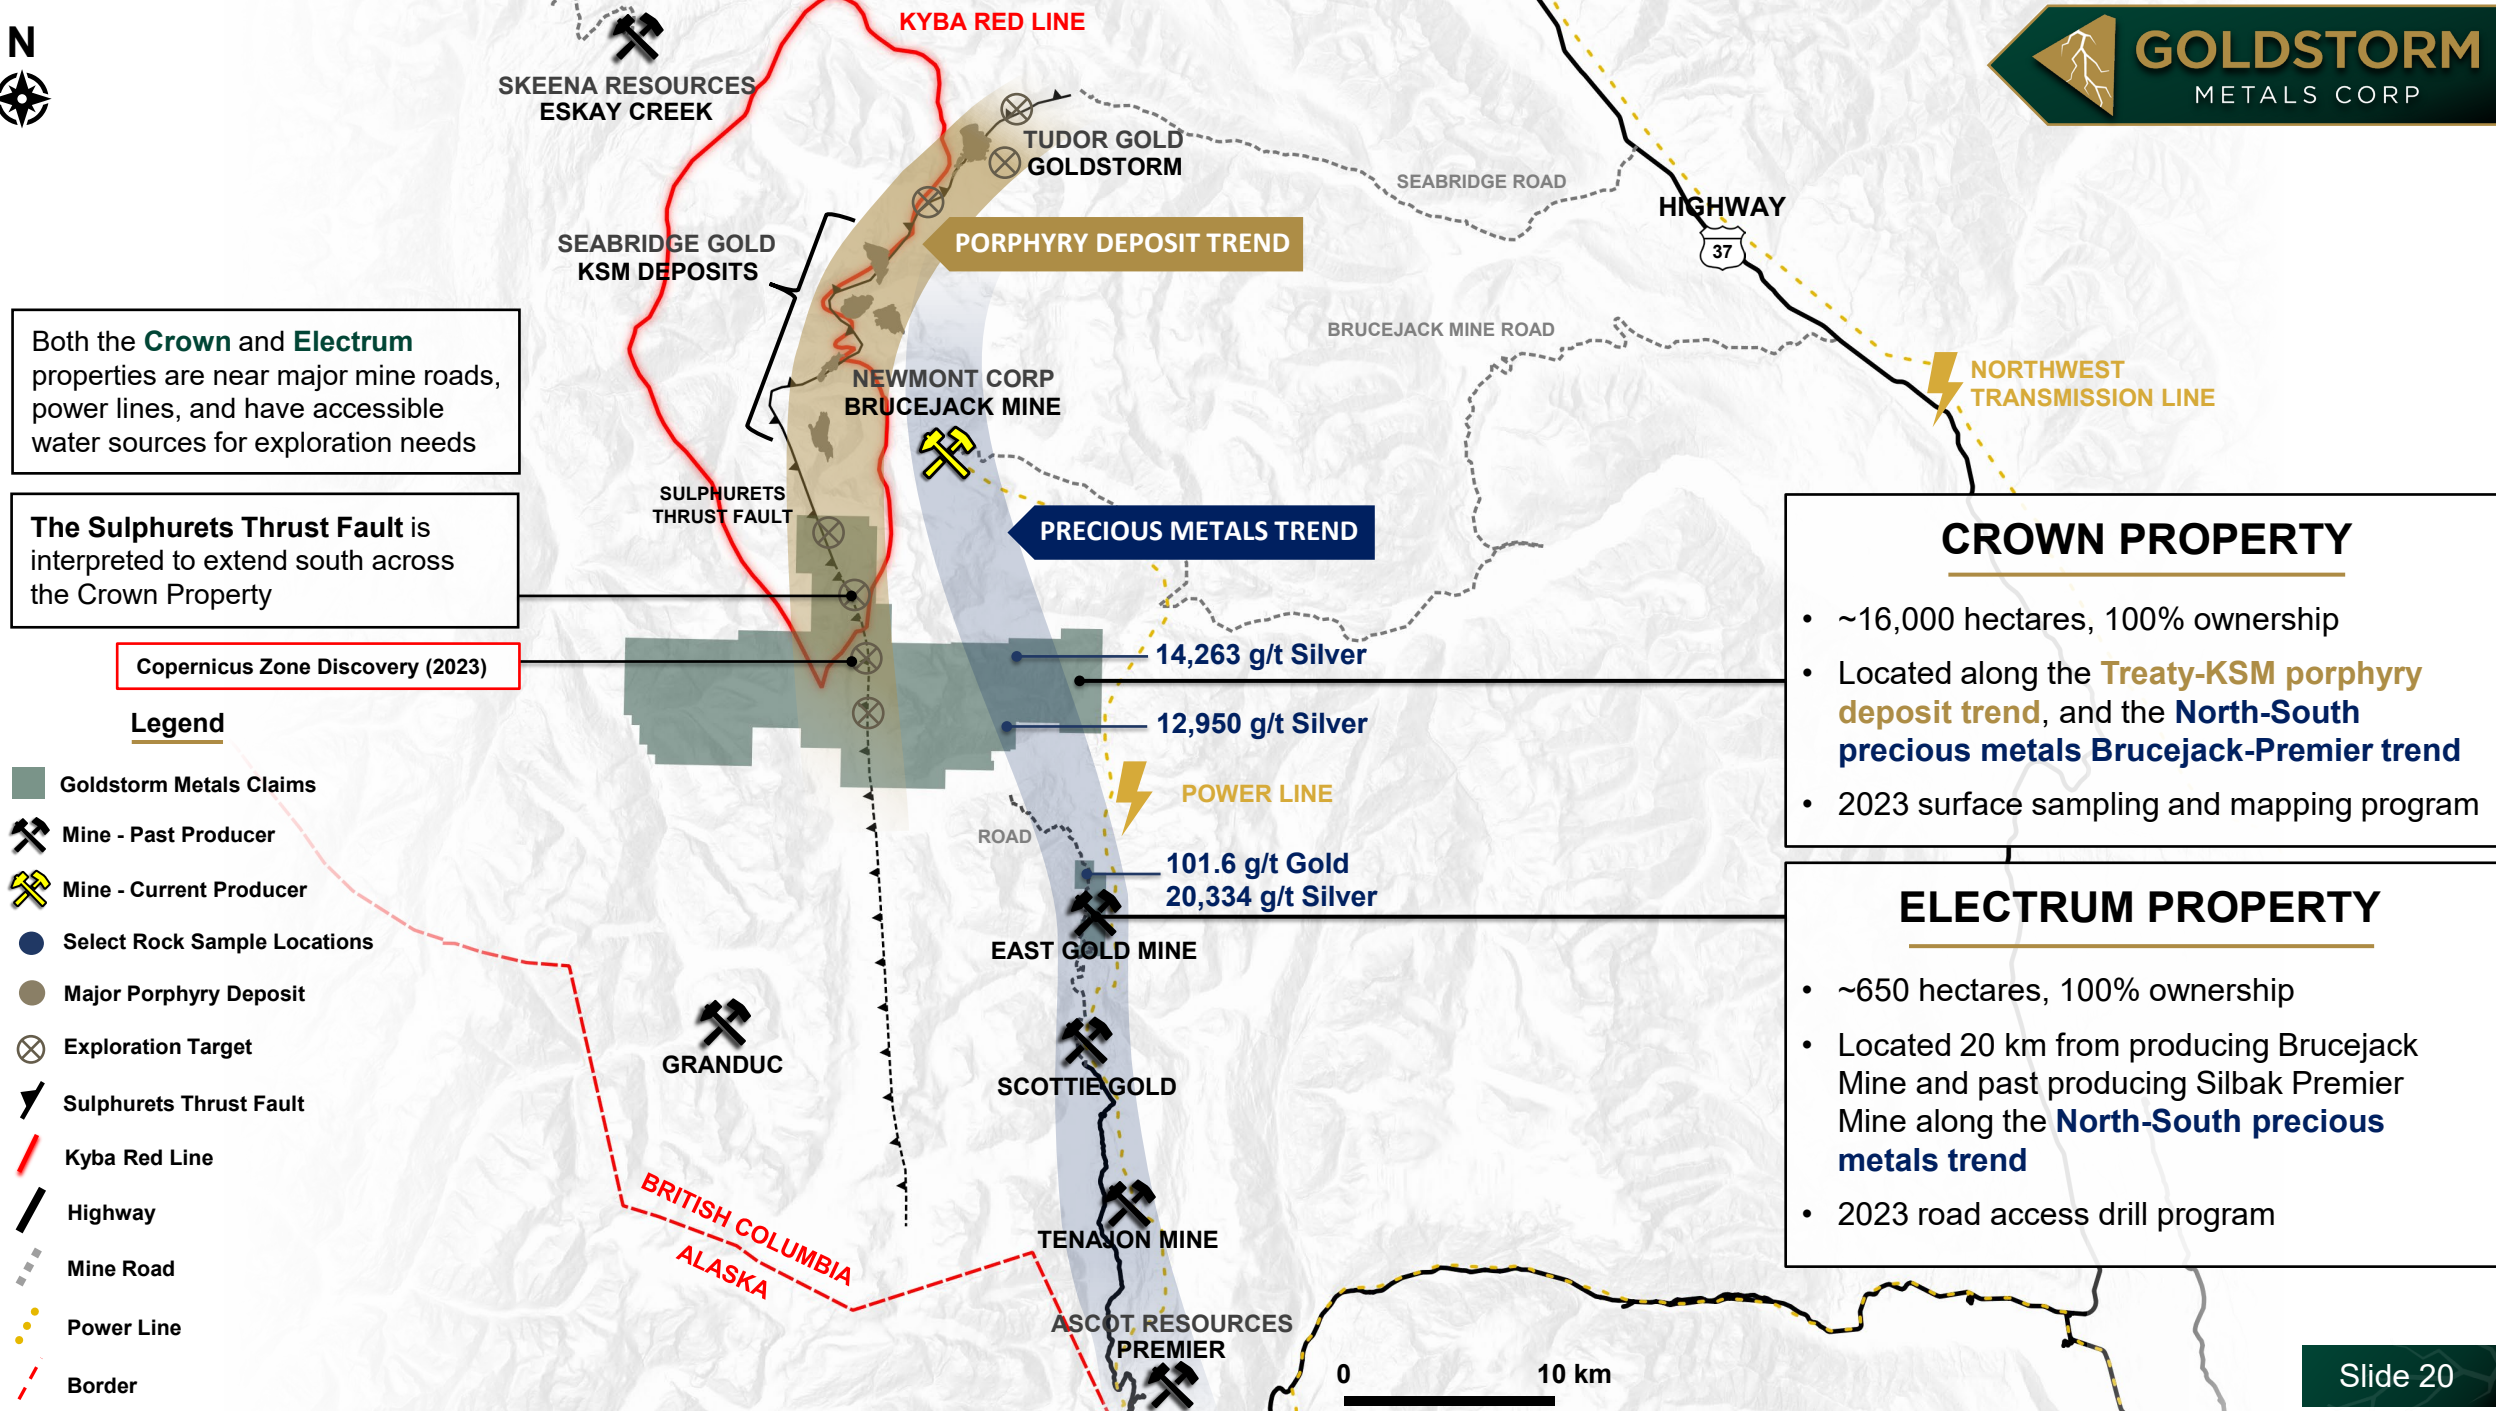 N
KYBA RED LINE
GOLDSTORM
METALS CORP
SKEENA RESOURCES
ESKAY CREEK
TUDOR GOLD
GOLDSTORM
SEABRIDGE ROAD
HIGHWAY
37
SEABRIDGE GOLD
KSM DEPOSITS
PORPHYRY DEPOSIT TREND
BRUCEJACK MINE ROAD
Both the Crown and Electrum
properties are near major mine roads,
power lines, and have accessible
water sources for exploration needs
NEWMONT CORP
BRUCEJACK MINE
NORTHWEST
TRANSMISSION LINE
SULPHURETS
THRUST FAULT
PRECIOUS METALS TREND
The Sulphurets Thrust Fault is
interpreted to extend south across
the Crown Property
Copernicus Zone Discovery (2023)
14,263 g/t Silver
12,950 g/t Silver
POWER LINE
ROAD
101.6 g/t Gold
20,334 g/t Silver
EAST GOLD MINE
GRANDUC
SCOTTIE GOLD
BRITISH COLUMBIA
ALASKA
TENAJON MINE
ASCOT RESOURCES
PREMIER
0 10 km
CROWN PROPERTY
• ~16,000 hectares, 100% ownership
• Located along the Treaty-KSM porphyry
deposit trend, and the North-South
precious metals Brucejack-Premier trend
• 2023 surface sampling and mapping program
ELECTRUM PROPERTY
• ~650 hectares, 100% ownership
• Located 20 km from producing Brucejack
Mine and past producing Silbak Premier
Mine along the North-South precious
metals trend
• 2023 road access drill program
Legend
Goldstorm Metals Claims
Mine - Past Producer
Mine - Current Producer
Select Rock Sample Locations
Major Porphyry Deposit
Exploration Target
Sulphurets Thrust Fault
Kyba Red Line
Highway
Mine Road
Power Line
Border
Slide 20